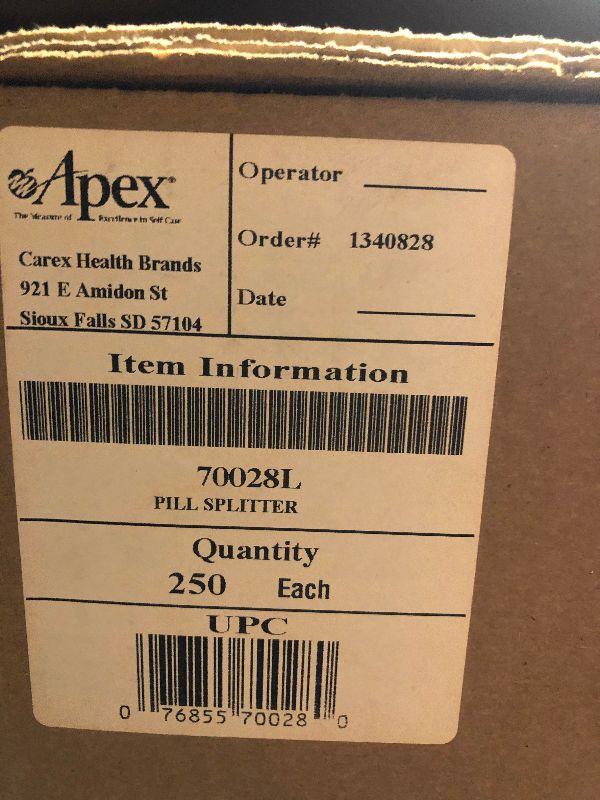 Apex
The Measure of Excellence in Self Care
Carex Health Brands
921 E Amidon St
Sioux Falls SD 57104
Operator
Order# 1340828
Date
Item Information
70028L
PILL SPLITTER
Quantity
250 Each
UPC
0 76855 70028 0